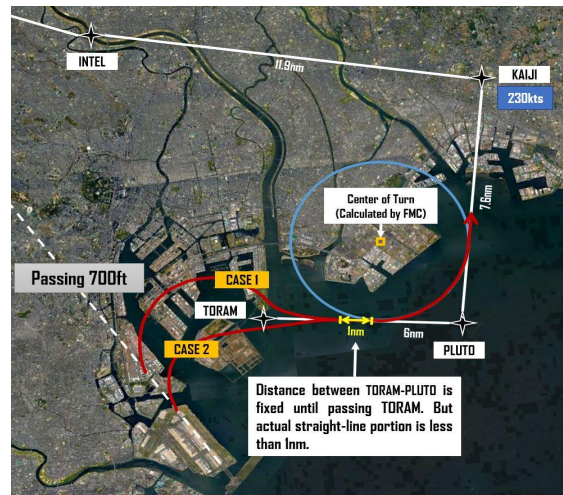 INTEL
11.9nm
KAIJI
230kts
7.6nm
Center of Turn
(Calculated by FMC)
Passing 700ft
CASE 1
TORAM
CASE 2
1nm
6nm
PLUTO
Distance between TORAM-PLUTO is
fixed until passing TORAM. But
actual straight-line portion is less
than 1nm.